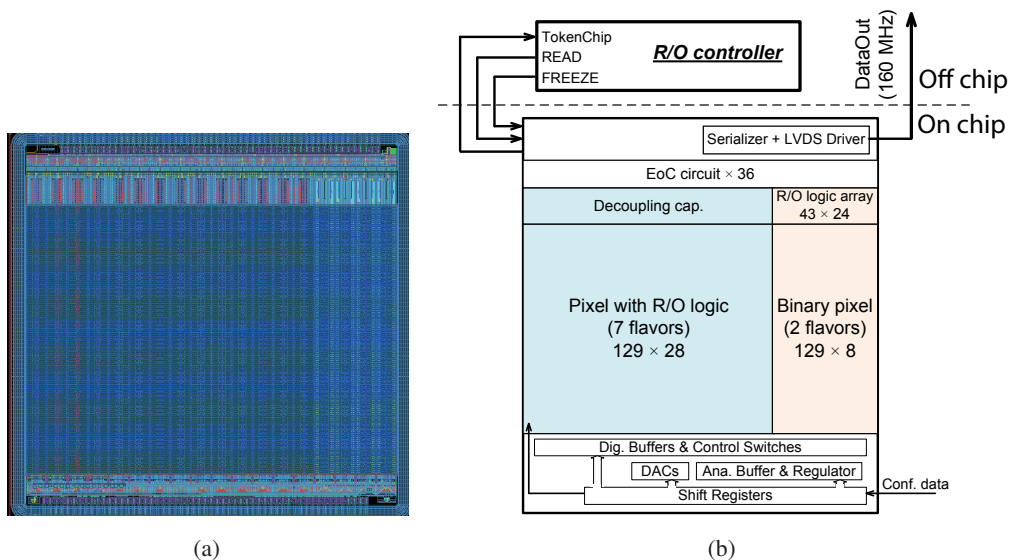 TokenChip
READ
FREEZE
R/O controller
DataOut
(160 MHz)
Off chip
On chip
Serializer + LVDS Driver
EoC circuit × 36
Decoupling cap.
R/O logic array
43 × 24
Pixel with R/O logic
(7 flavors)
129 × 28
Binary pixel
(2 flavors)
129 × 8
Dig. Buffers & Control Switches
DACs
Ana. Buffer & Regulator
Shift Registers
Conf. data
(a)
(b)